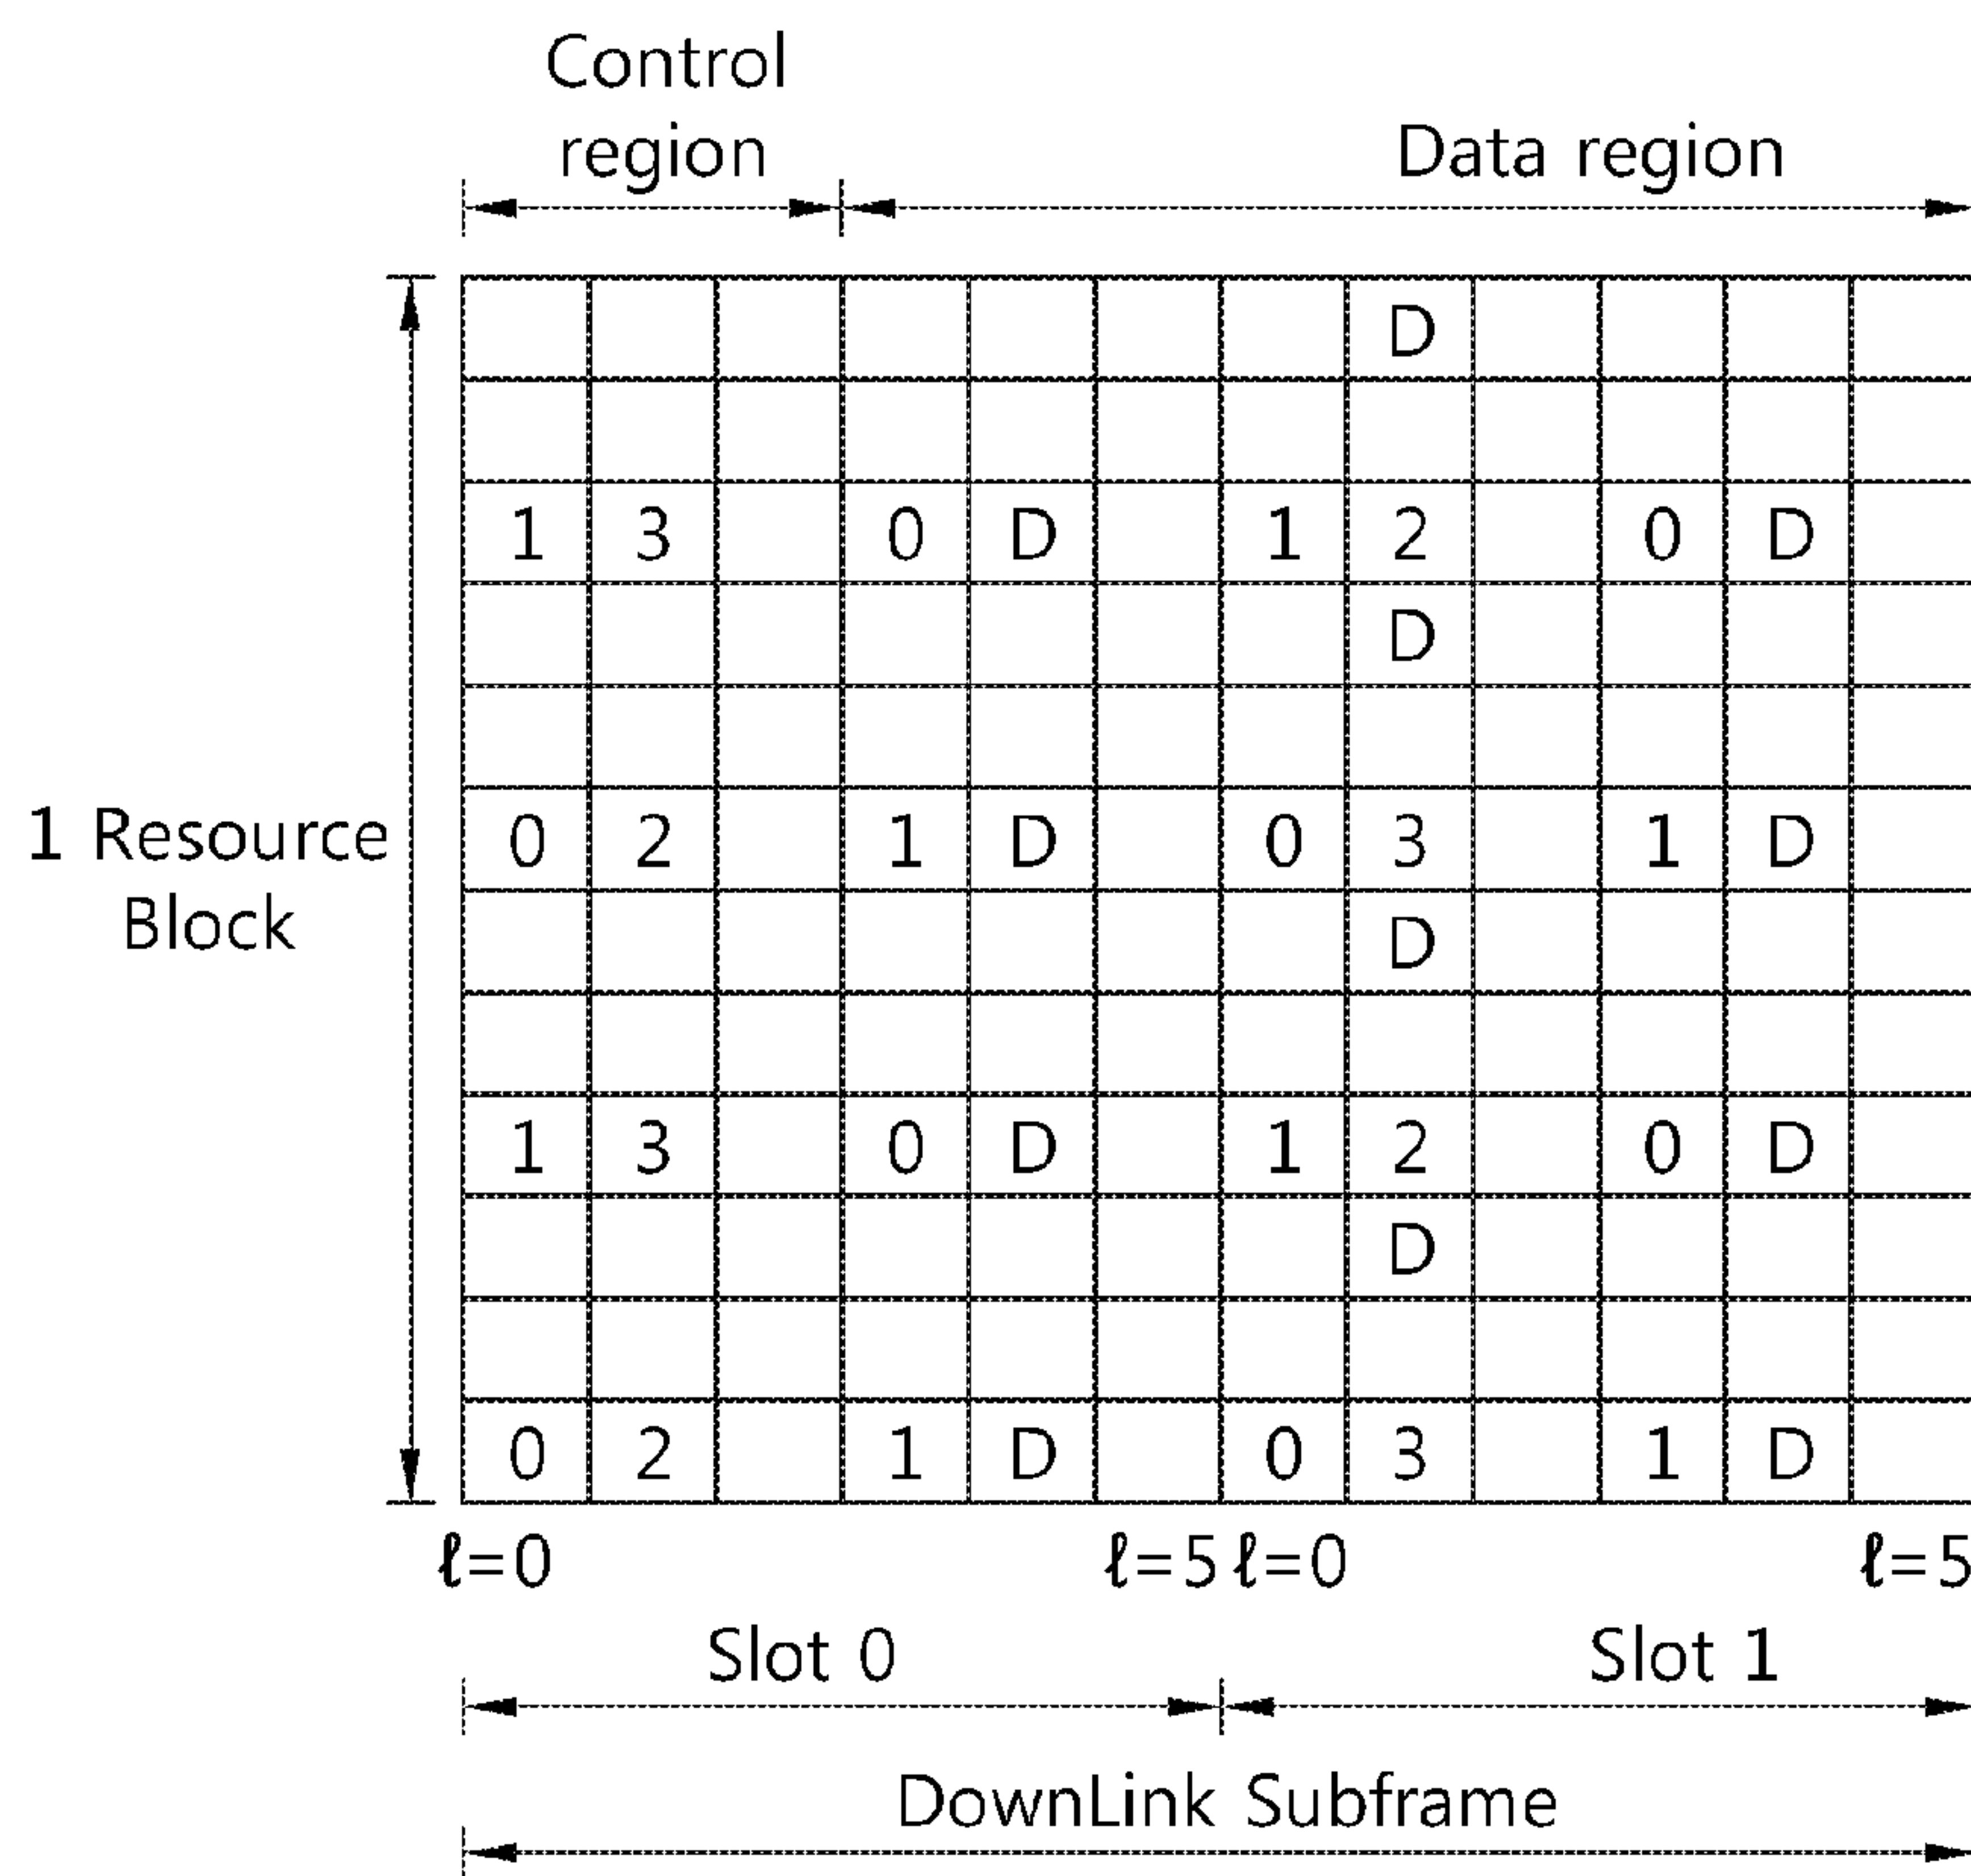 Control
region
Data region
D
1 3 0 D 1 2 0 D
D
1 Resource
Block
0 2 1 D 0 3 1 D
D
1 3 0 D 1 2 0 D
D
0 2 1 D 0 3 1 D
ℓ=0 ℓ=5 ℓ=0 ℓ=5
Slot 0 Slot 1
DownLink Subframe